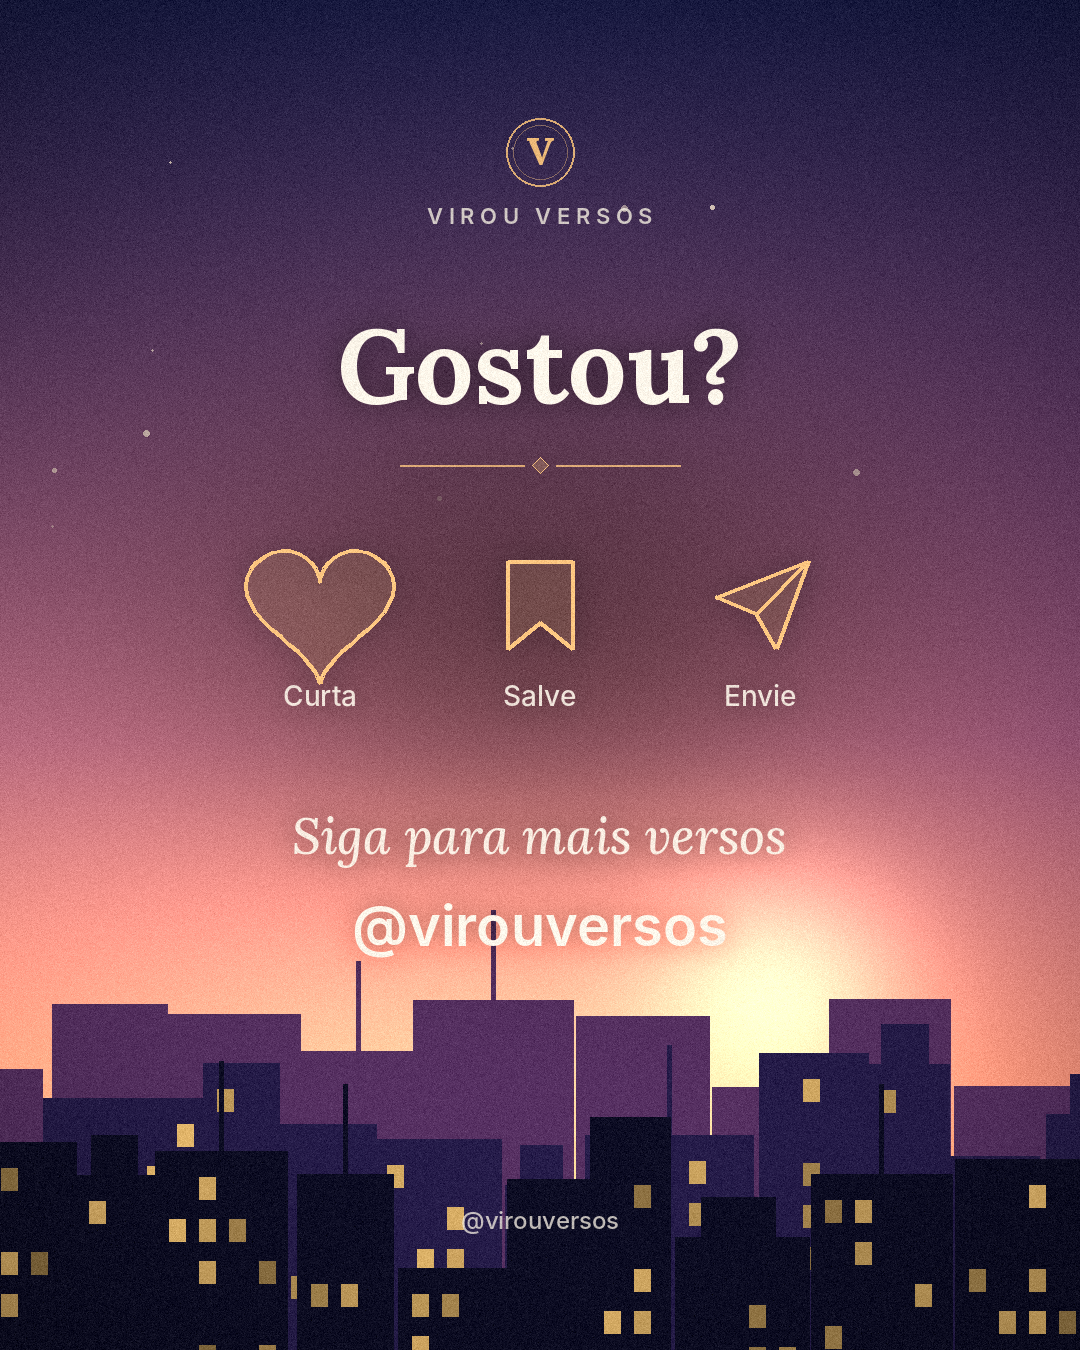 V
VIROU VERSOS
Gostou?
Curta Salve Envie
Siga para mais versos
@virouversos
@virouversos